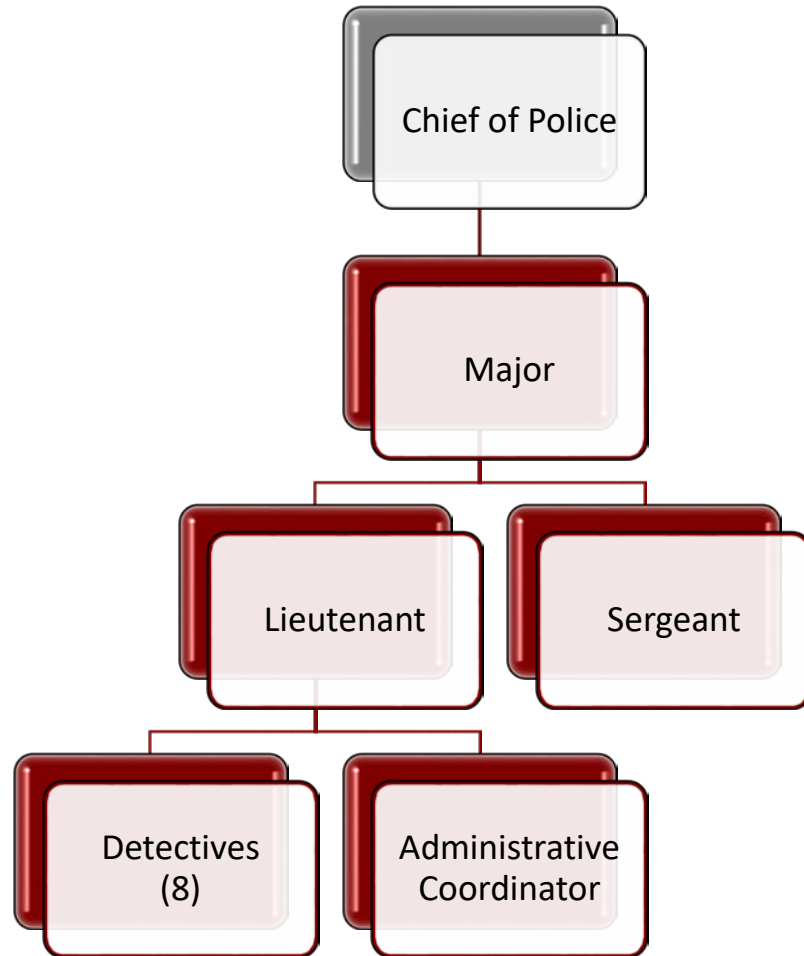 Chief of Police
Major
Lieutenant
Sergeant
Detectives
(8)
Administrative
Coordinator